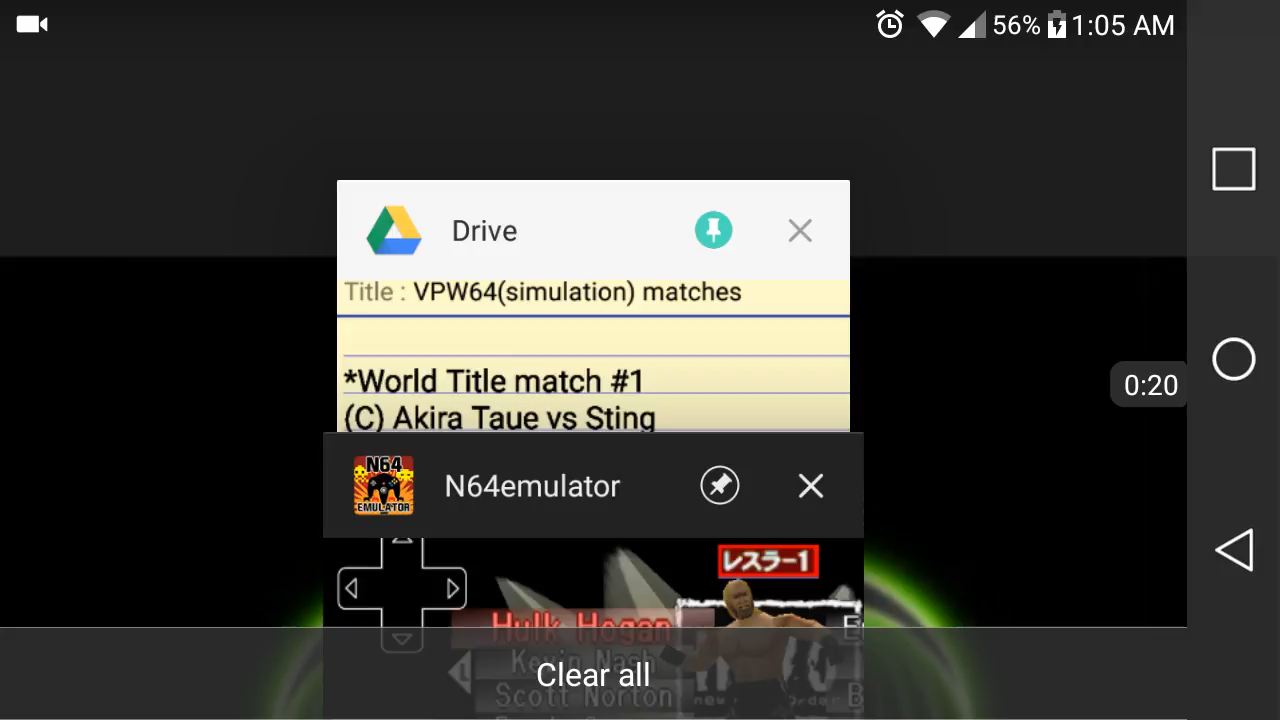 56% 1:05 AM
Drive
Title : VPW64(simulation) matches
*World Title match #1
(C) Akira Taue vs Sting
0:20
N64
EMULATOR
N64emulator
レスラー1
Hulk Hogan
Kevin Nash
Clear all
Scott Norton